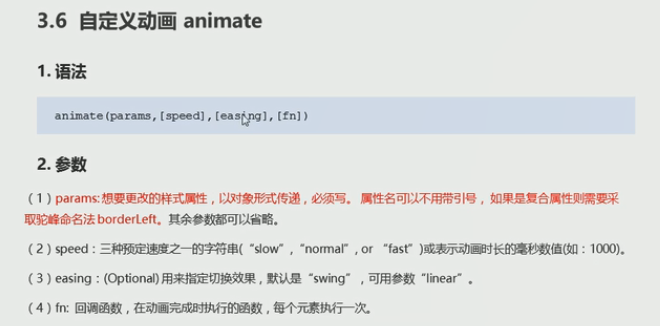 3.6 自定义动画 animate
1. 语法
animate(params,[speed],[easing],[fn])
2. 参数
（1）params: 想要更改的样式属性，以对象形式传递，必须写。 属性名可以不用带引号， 如果是复合属性则需要采
取驼峰命名法 borderLeft。其余参数都可以省略。
（2）speed：三种预定速度之一的字符串(“slow”,“normal”, or “fast”)或表示动画时长的毫秒数值(如：1000)。
（3）easing：(Optional) 用来指定切换效果，默认是“swing”，可用参数“linear”。
（4）fn: 回调函数，在动画完成时执行的函数，每个元素执行一次。